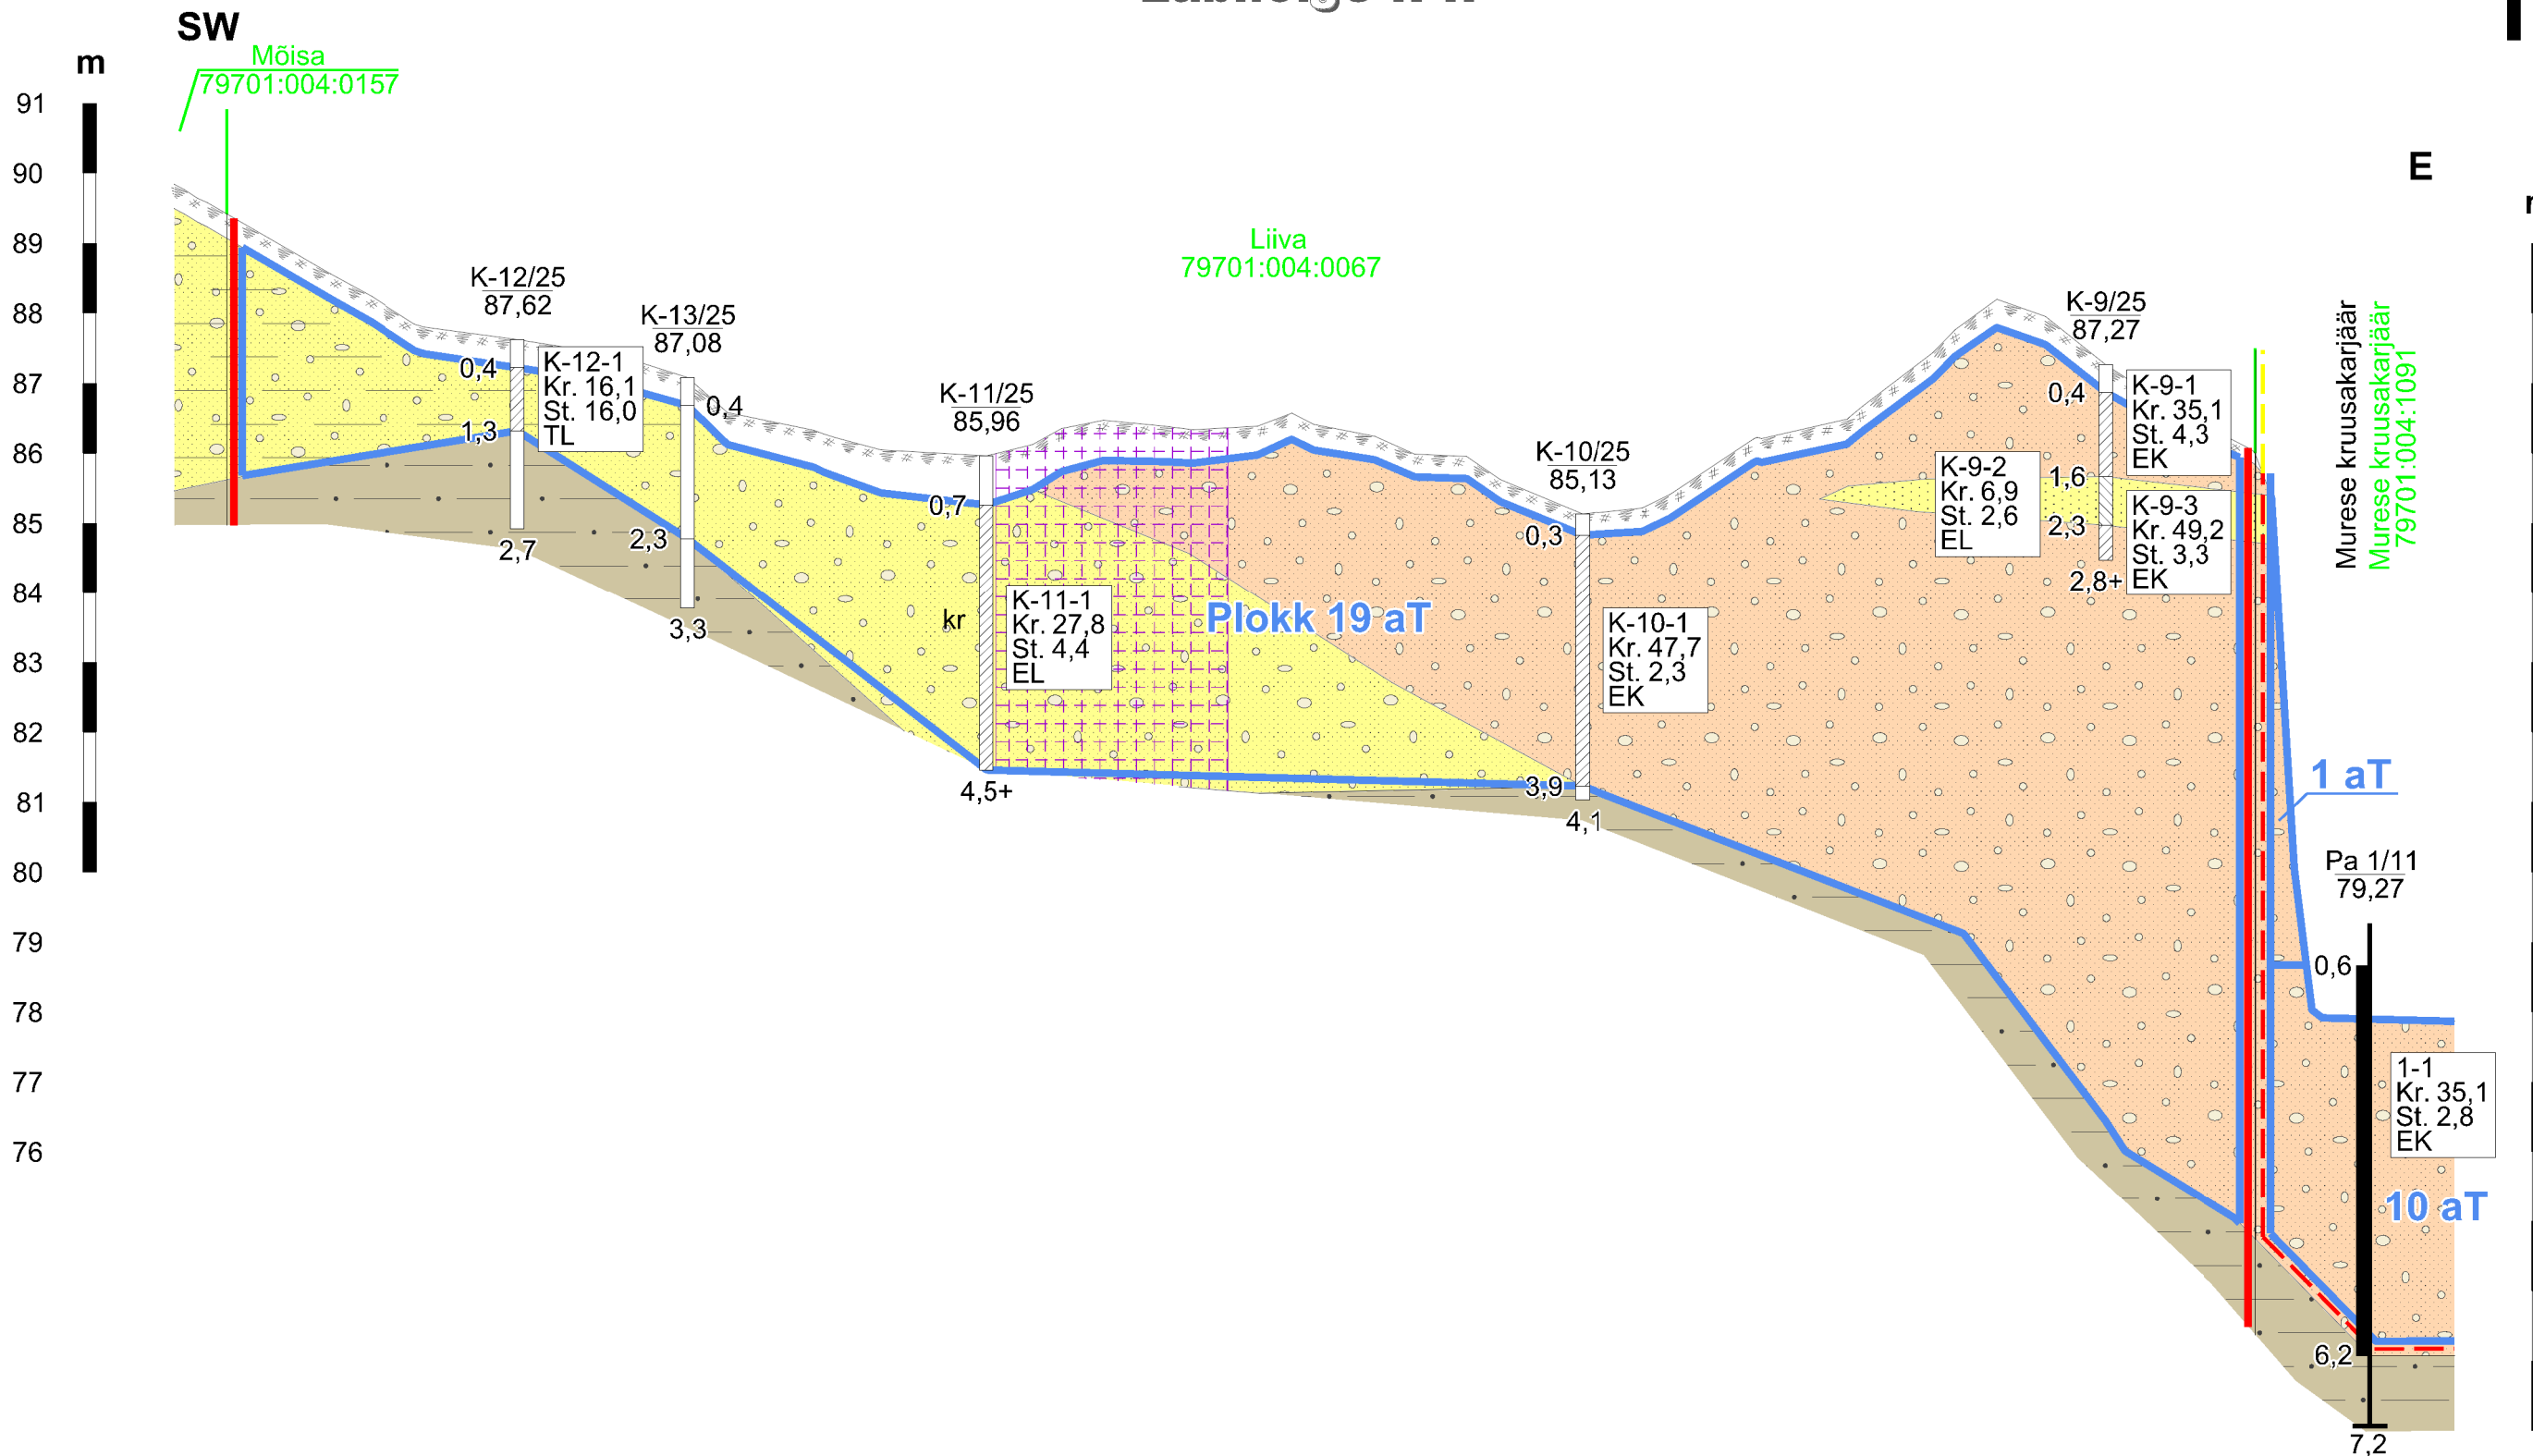 SW
m
Mõisa
79701:004:0157
91
90
89
88
87
86
85
84
83
82
81
80
79
78
77
76
E
Liiva
79701:004:0067
K-12/25
87,62
0,4
1,3
2,7
K-12-1
Kr. 16,1
St. 16,0
TL
K-13/25
87,08
0,4
2,3
3,3
K-11/25
85,96
0,7
kr
4,5+
K-11-1
Kr. 27,8
St. 4,4
EL
Plokk 19 aT
K-10/25
85,13
0,3
3,9
4,1
K-10-1
Kr. 47,7
St. 2,3
EK
K-9/25
87,27
0,4
1,6
2,3
2,8+
K-9-1
Kr. 35,1
St. 4,3
EK
K-9-2
Kr. 6,9
St. 2,6
EL
K-9-3
Kr. 49,2
St. 3,3
EK
Murese kruusakarjäär
Murese kruusakarjäär
79701:004:1091
1 aT
Pa 1/11
79,27
0,6
6,2
7,2
1-1
Kr. 35,1
St. 2,8
EK
10 aT